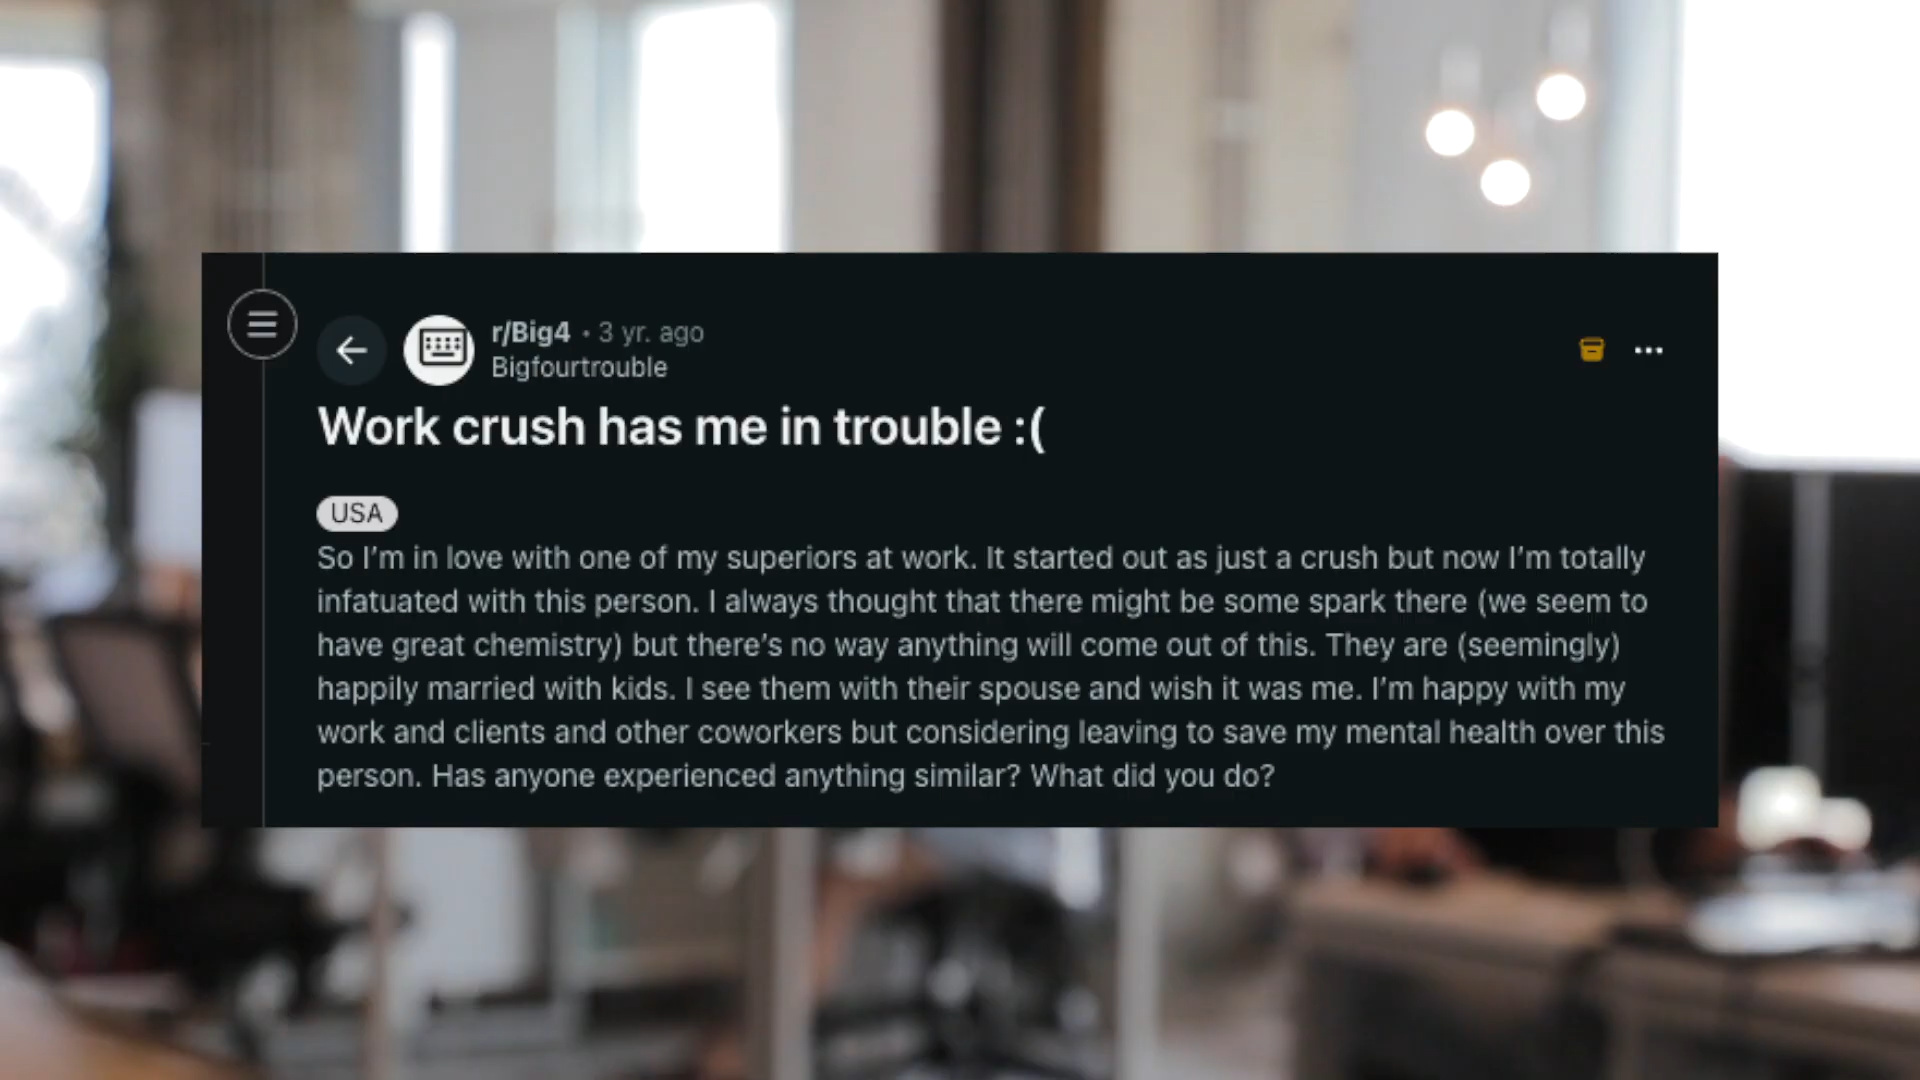 r/Big4 • 3 yr. ago
Bigfourtrouble
Work crush has me in trouble :(
USA
So I’m in love with one of my superiors at work. It started out as just a crush but now I’m totally
infatuated with this person. I always thought that there might be some spark there (we seem to
have great chemistry) but there’s no way anything will come out of this. They are (seemingly)
happily married with kids. I see them with their spouse and wish it was me. I’m happy with my
work and clients and other coworkers but considering leaving to save my mental health over this
person. Has anyone experienced anything similar? What did you do?